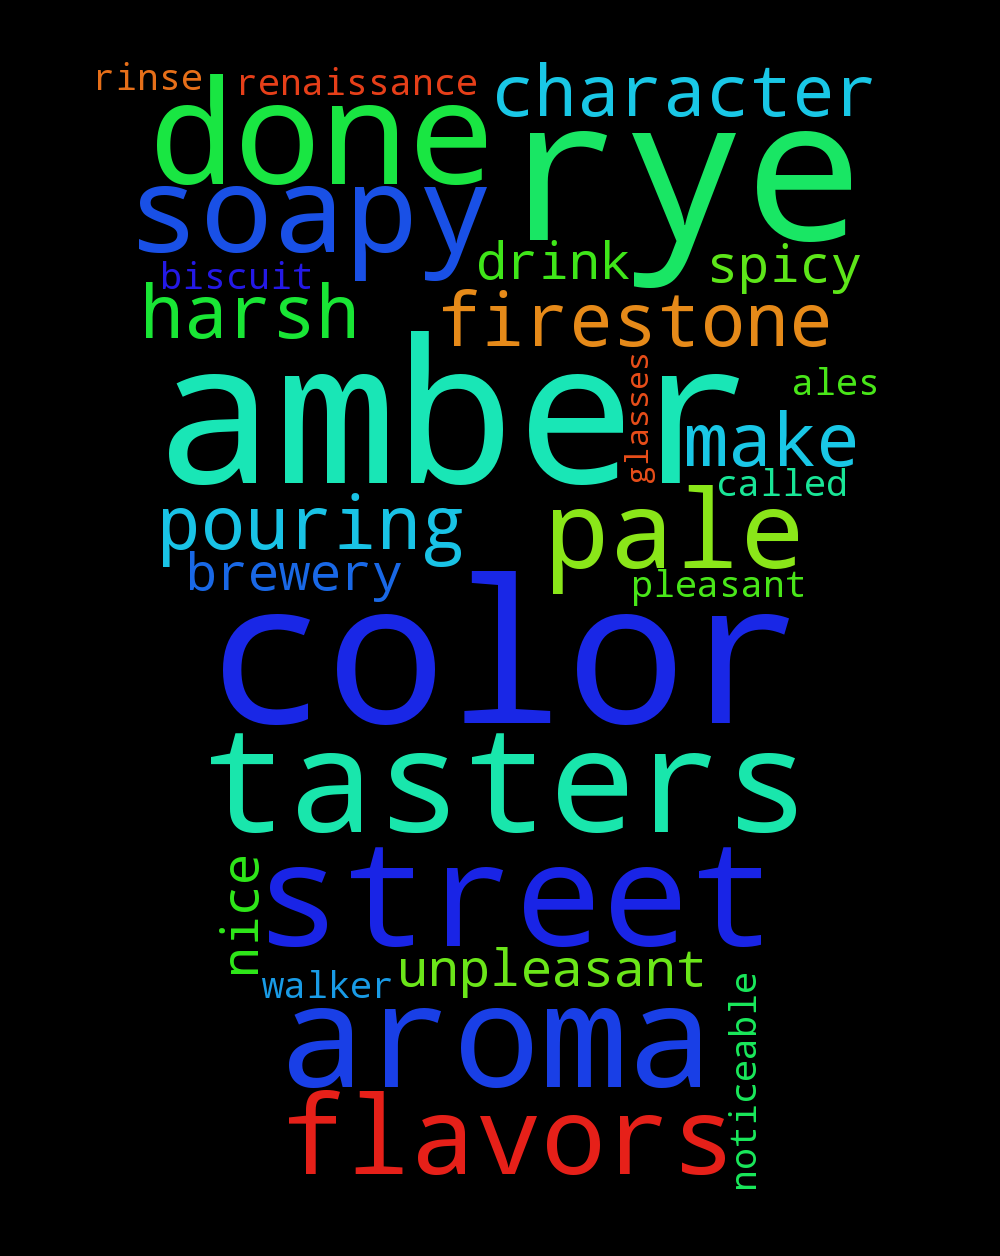 rinse
renaissance
character
done
rye
soapy
drink
spicy
biscuit
harsh
firestone
amber
glasses
ales
make
called
pouring
pale
brewery
pleasant
color
tasters
street
nice
unpleasant
walker
aroma
noticeable
flavors